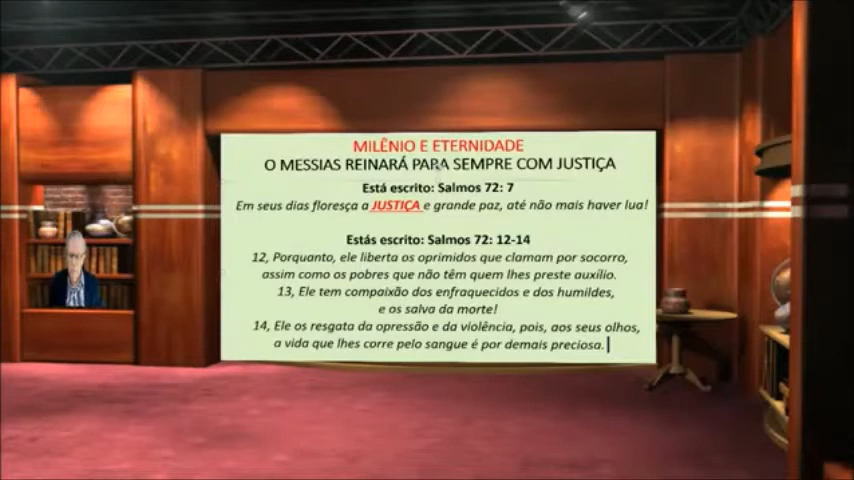 MILÊNIO E ETERNIDADE
O MESSIAS REINARÁ PARA SEMPRE COM JUSTIÇA
Está escrito: Salmos 72: 7
Em seus dias floresça a JUSTIÇA e grande paz, até não mais haver lua!
Estás escrito: Salmos 72: 12-14
12, Porquanto, ele liberta os oprimidos que clamam por socorro,
assim como os pobres que não têm quem lhes preste auxílio.
13, Ele tem compaixão dos enfraquecidos e dos humildes,
e os salva da morte!
14, Ele os resgata da opressão e da violência, pois, aos seus olhos,
a vida que lhes corre pelo sangue é por demais preciosa.